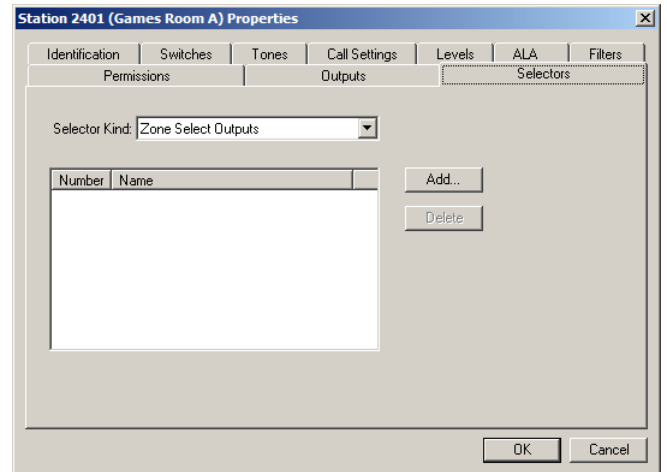 Station 2401 (Games Room A) Properties
Identification Switches Tones Call Settings Levels ALA Filters
Permissions Outputs Selectors
Selector Kind: Zone Select Outputs
Number Name Add...
Delete
OK Cancel